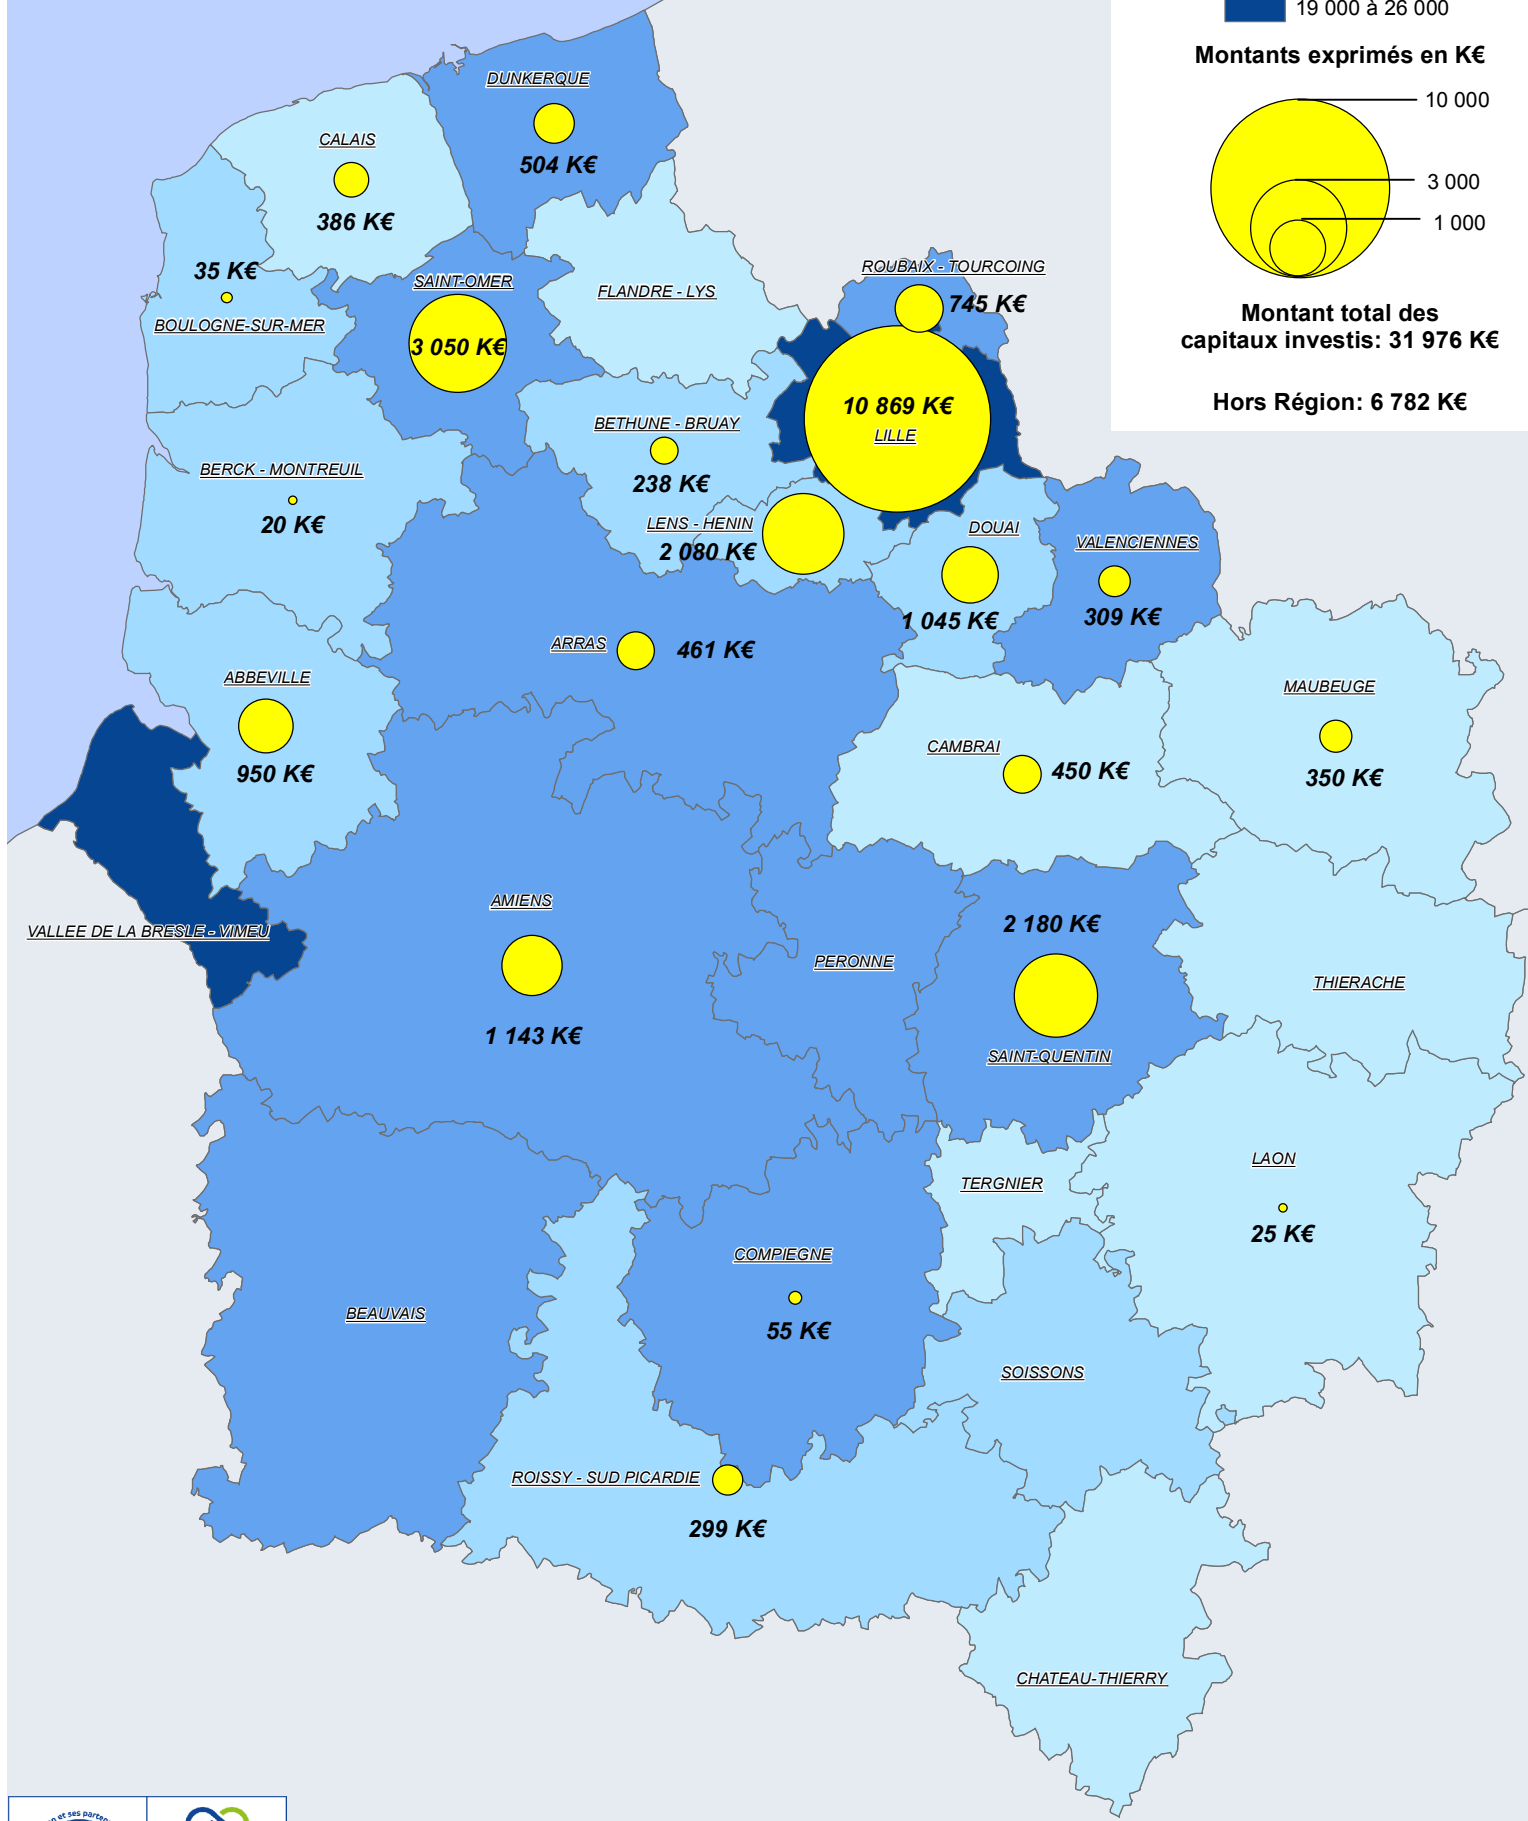 19 000 à 26 000
Montants exprimés en K€
10 000
3 000
1 000
Montant total des
capitaux investis: 31 976 K€
Hors Région: 6 782 K€
DUNKERQUE
504 K€
CALAIS
386 K€
35 K€
BOULOGNE-SUR-MER
SAINT-OMER
3 050 K€
FLANDRE - LYS
ROUBAIX - TOURCOING
745 K€
10 869 K€
LILLE
BETHUNE - BRUAY
238 K€
BERCK - MONTREUIL
20 K€
LENS - HENIN
2 080 K€
DOUAI
1 045 K€
VALENCIENNES
309 K€
ARRAS
461 K€
ABBEVILLE
950 K€
MAUBEUGE
350 K€
CAMBRAI
450 K€
VALLEE DE LA BRESLE - VIMEU
AMIENS
1 143 K€
PERONNE
2 180 K€
SAINT-QUENTIN
THIERACHE
LAON
25 K€
TERGNIER
COMPIEGNE
55 K€
BEAUVAIS
SOISSONS
ROISSY - SUD PICARDIE
299 K€
CHATEAU-THIERRY
et ses